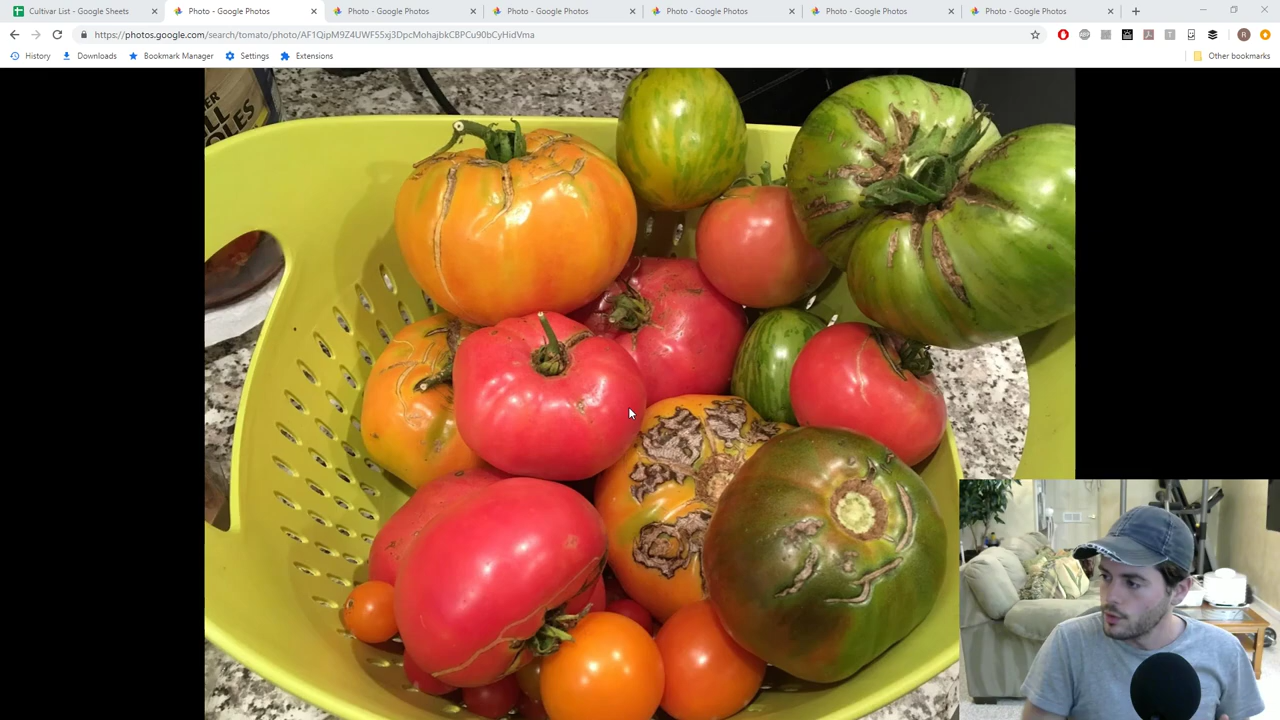 Cultivar List - Google Sheets
Photo - Google Photos
Photo - Google Photos
Photo - Google Photos
Photo - Google Photos
Photo - Google Photos
Photo - Google Photos
https://photos.google.com/search/tomato/photo/AF1QipM9Z4UWF55xj3DpcMohajbkCBPCu90bCyHidVma
R
History
Downloads
Bookmark Manager
Settings
Extensions
Other bookmarks